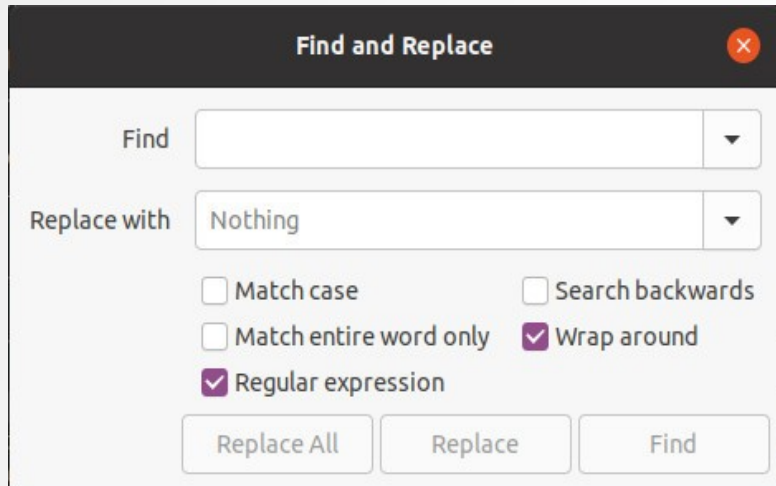 Find and Replace
Find
Replace with Nothing
Match case Search backwards
Match entire word only Wrap around
Regular expression
Replace All Replace Find